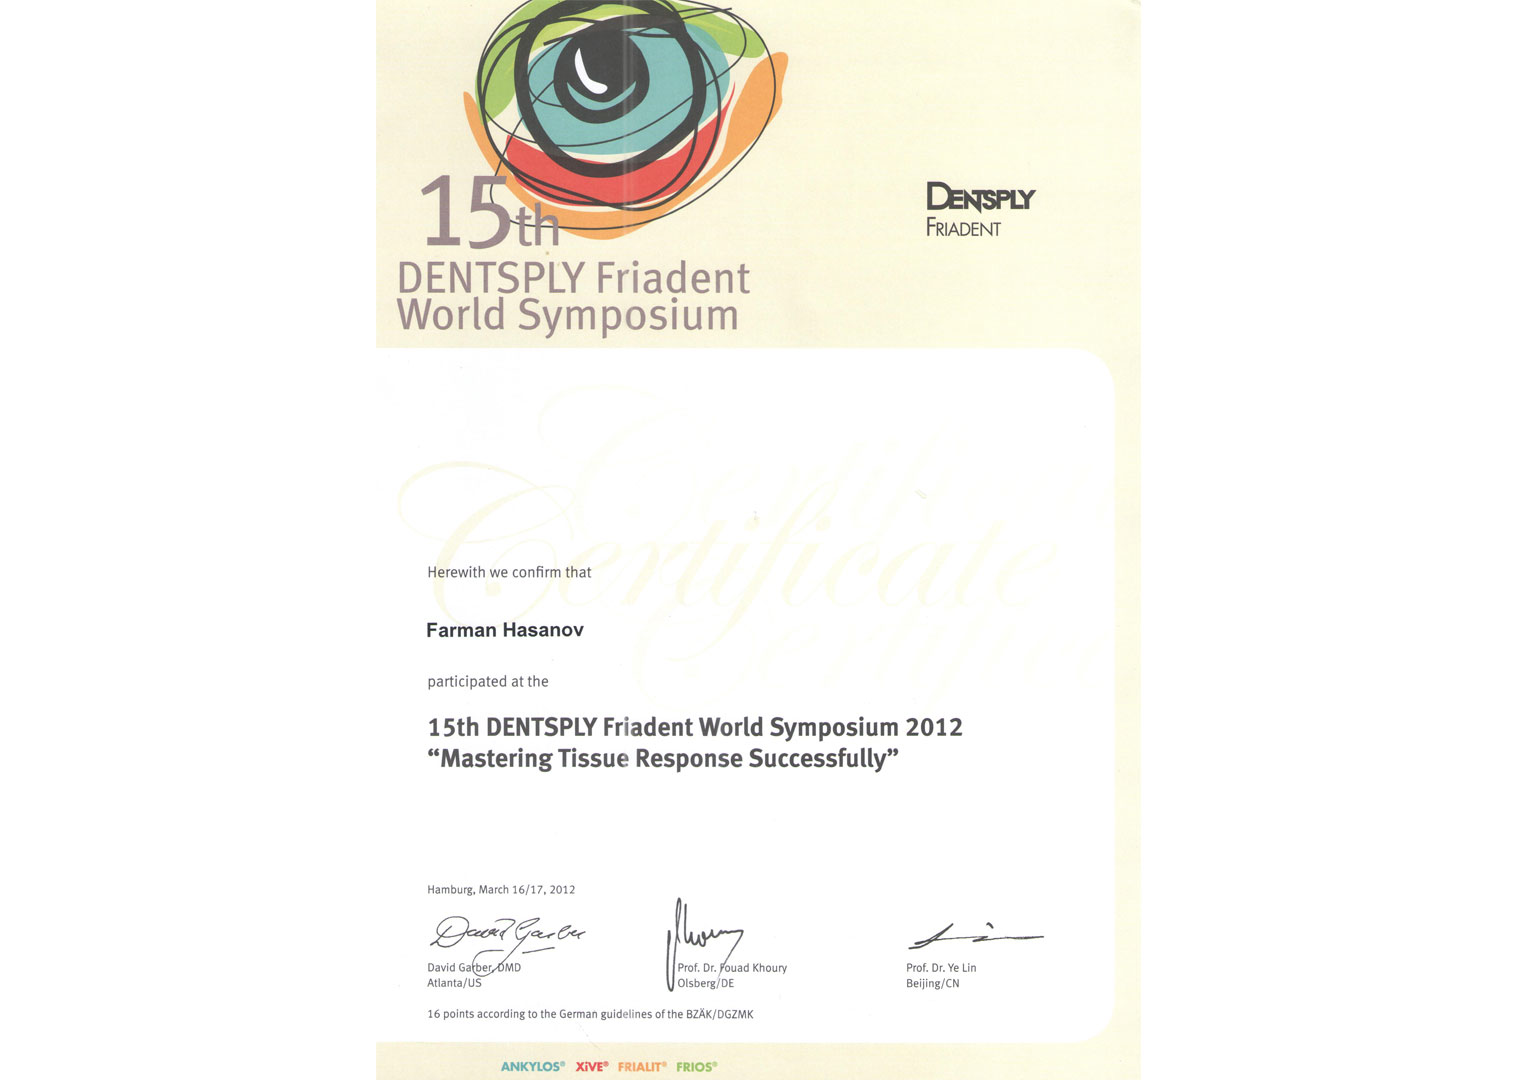 15th
DENTSPLY Friadent
World Symposium
DENTSPLY
FRIADENT
Certificate
Herewith we confirm that
Farman Hasanov
participated at the
15th DENTSPLY Friadent World Symposium 2012
“Mastering Tissue Response Successfully”
Hamburg, March 16/17, 2012
David Garber, DMD
Atlanta/US
Prof. Dr. Fouad Khoury
Olsberg/DE
Prof. Dr. Ye Lin
Beijing/CN
16 points according to the German guidelines of the BZÄK/DGZMK
ANKYLOS® XiVE® FRIALIT® FRIOS®